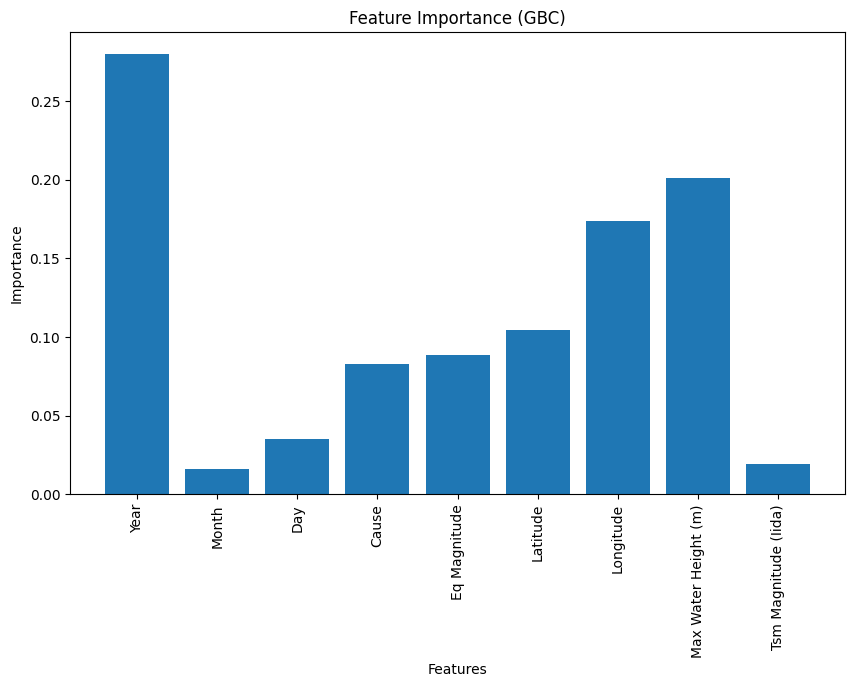 Feature Importance (GBC)
Importance
0.25
0.20
0.15
0.10
0.05
0.00
Year
Month
Day
Cause
Eq Magnitude
Latitude
Longitude
Max Water Height (m)
Tsm Magnitude (Iida)
Features